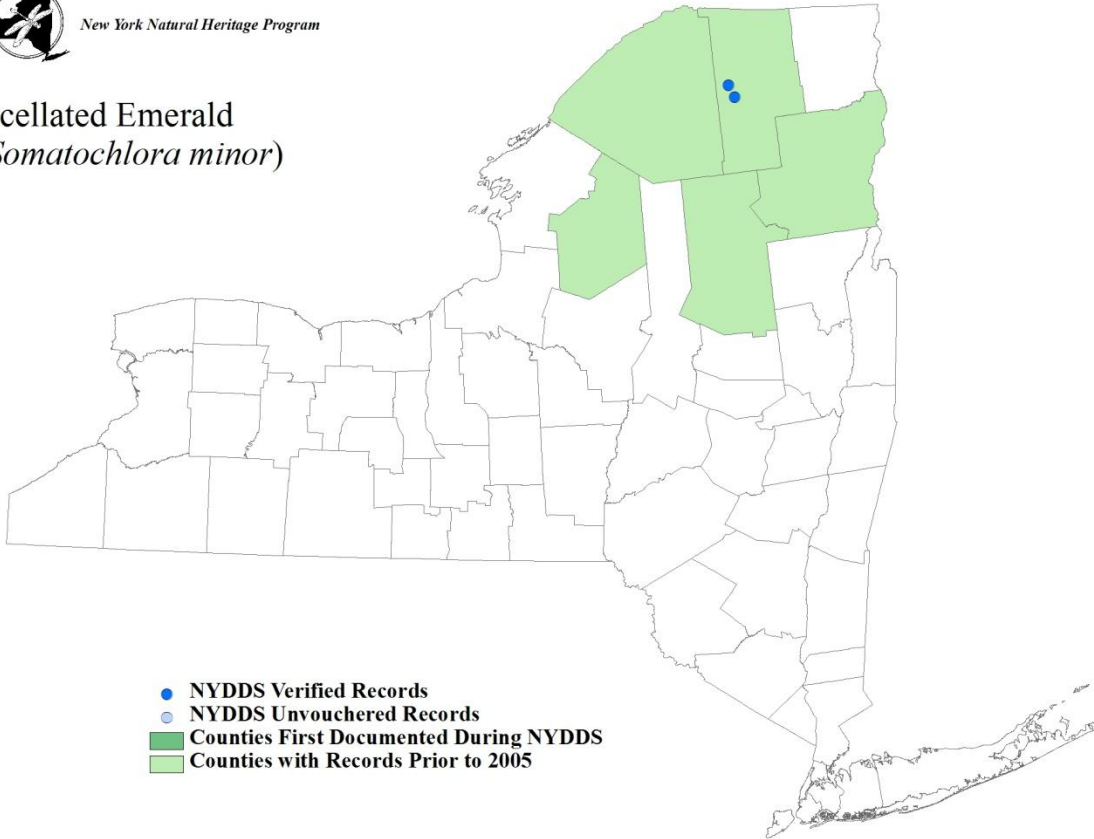 New York Natural Heritage Program
cellated Emerald
Somatochlora minor)
NYDDS Verified Records
NYDDS Unvouchered Records
Counties First Documented During NYDDS
Counties with Records Prior to 2005